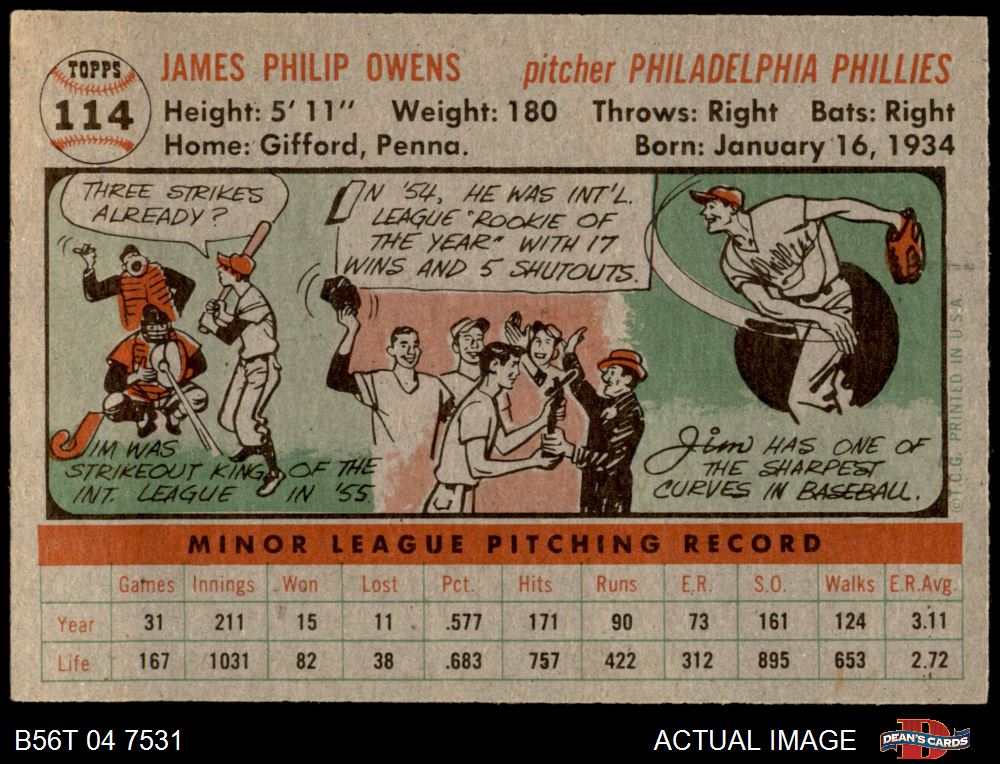 TOPPS
114
JAMES PHILIP OWENS pitcher PHILADELPHIA PHILLIES
Height: 5' 11" Weight: 180 Throws: Right Bats: Right
Home: Gifford, Penna. Born: January 16, 1934
THREE STRIKES
ALREADY?
JIM WAS
STRIKEOUT KING OF THE
INT. LEAGUE IN '55.
IN '54, HE WAS INT'L.
LEAGUE "ROOKIE OF
THE YEAR" WITH 17
WINS AND 5 SHUTOUTS.
Phillies
Jim HAS ONE OF
THE SHARPEST
CURVES IN BASEBALL.
© T.C.G. PRINTED IN U.S.A.
MINOR LEAGUE PITCHING RECORD
Games Innings Won Lost Pct. Hits Runs E.R. S.O. Walks E.R.Avg.
Year 31 211 15 11 .577 171 90 73 161 124 3.11
Life 167 1031 82 38 .683 757 422 312 895 653 2.72
B56T 04 7531 ACTUAL IMAGE DEAN'S CARDS